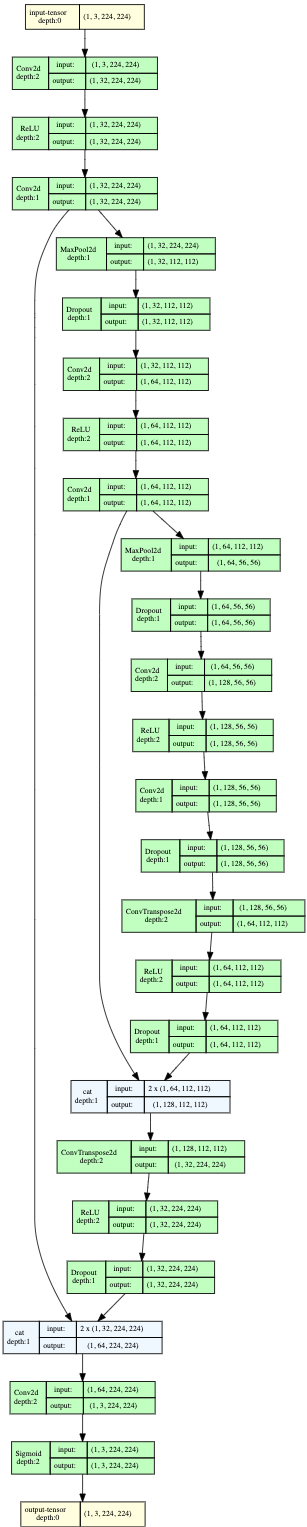 input-tensor
depth:0
(1, 3, 224, 224)
Conv2d
depth:2
input:
(1, 3, 224, 224)
output:
(1, 32, 224, 224)
ReLU
depth:2
input:
(1, 32, 224, 224)
output:
(1, 32, 224, 224)
Conv2d
depth:1
input:
(1, 32, 224, 224)
output:
(1, 32, 224, 224)
MaxPool2d
depth:1
input:
(1, 32, 224, 224)
output:
(1, 32, 112, 112)
Dropout
depth:1
input:
(1, 32, 112, 112)
output:
(1, 32, 112, 112)
Conv2d
depth:2
input:
(1, 32, 112, 112)
output:
(1, 64, 112, 112)
ReLU
depth:2
input:
(1, 64, 112, 112)
output:
(1, 64, 112, 112)
Conv2d
depth:1
input:
(1, 64, 112, 112)
output:
(1, 64, 112, 112)
MaxPool2d
depth:1
input:
(1, 64, 112, 112)
output:
(1, 64, 56, 56)
Dropout
depth:1
input:
(1, 64, 56, 56)
output:
(1, 64, 56, 56)
Conv2d
depth:2
input:
(1, 64, 56, 56)
output:
(1, 128, 56, 56)
ReLU
depth:2
input:
(1, 128, 56, 56)
output:
(1, 128, 56, 56)
Conv2d
depth:1
input:
(1, 128, 56, 56)
output:
(1, 128, 56, 56)
Dropout
depth:1
input:
(1, 128, 56, 56)
output:
(1, 128, 56, 56)
ConvTranspose2d
depth:2
input:
(1, 128, 56, 56)
output:
(1, 64, 112, 112)
ReLU
depth:2
input:
(1, 64, 112, 112)
output:
(1, 64, 112, 112)
Dropout
depth:1
input:
(1, 64, 112, 112)
output:
(1, 64, 112, 112)
cat
depth:1
input:
2 x (1, 64, 112, 112)
output:
(1, 128, 112, 112)
ConvTranspose2d
depth:2
input:
(1, 128, 112, 112)
output:
(1, 32, 224, 224)
ReLU
depth:2
input:
(1, 32, 224, 224)
output:
(1, 32, 224, 224)
Dropout
depth:1
input:
(1, 32, 224, 224)
output:
(1, 32, 224, 224)
cat
depth:1
input:
2 x (1, 32, 224, 224)
output:
(1, 64, 224, 224)
Conv2d
depth:2
input:
(1, 64, 224, 224)
output:
(1, 3, 224, 224)
Sigmoid
depth:2
input:
(1, 3, 224, 224)
output:
(1, 3, 224, 224)
output-tensor
depth:0
(1, 3, 224, 224)